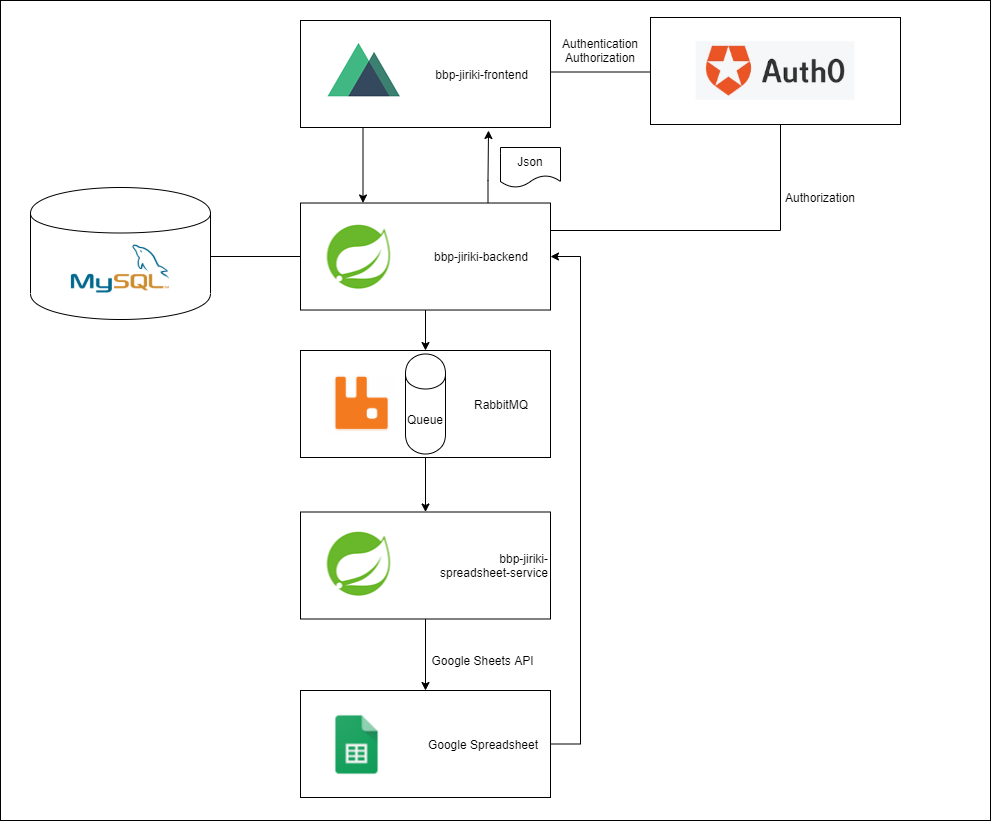 Authentication
Authorization
bbp-jiriki-frontend
Auth0
Json
Authorization
MySQL
bbp-jiriki-backend
RabbitMQ
Queue
bbp-jiriki-
spreadsheet-service
Google Sheets API
Google Spreadsheet